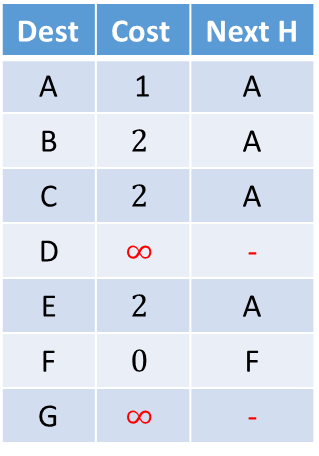 Dest Cost Next H
A 1 A
B 2 A
C 2 A
D ∞ -
E 2 A
F 0 F
G ∞ -